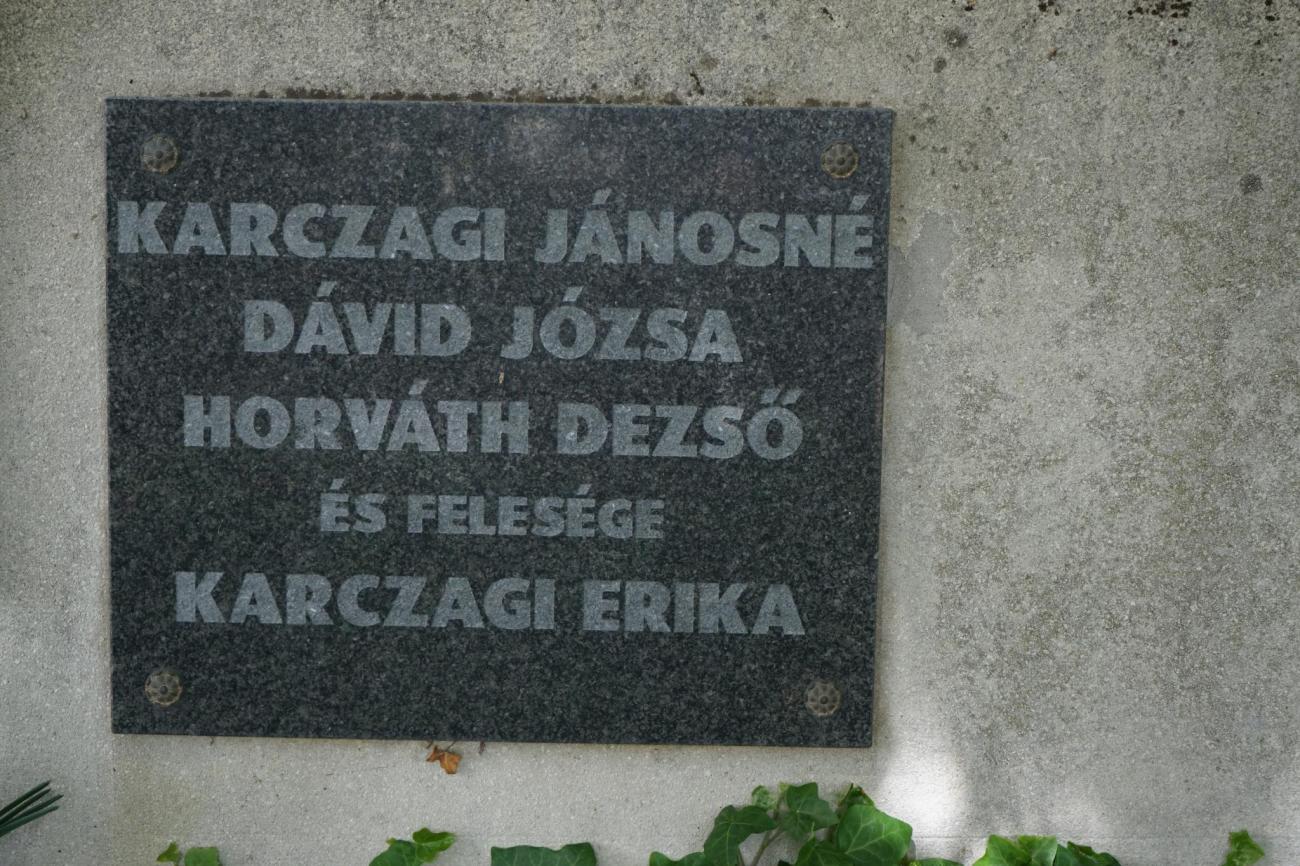 KARCZAGI JÁNOSNÉ
DÁVID JÓZSA
HORVÁTH DEZSŐ
ÉS FELESÉGE
KARCZAGI ERIKA